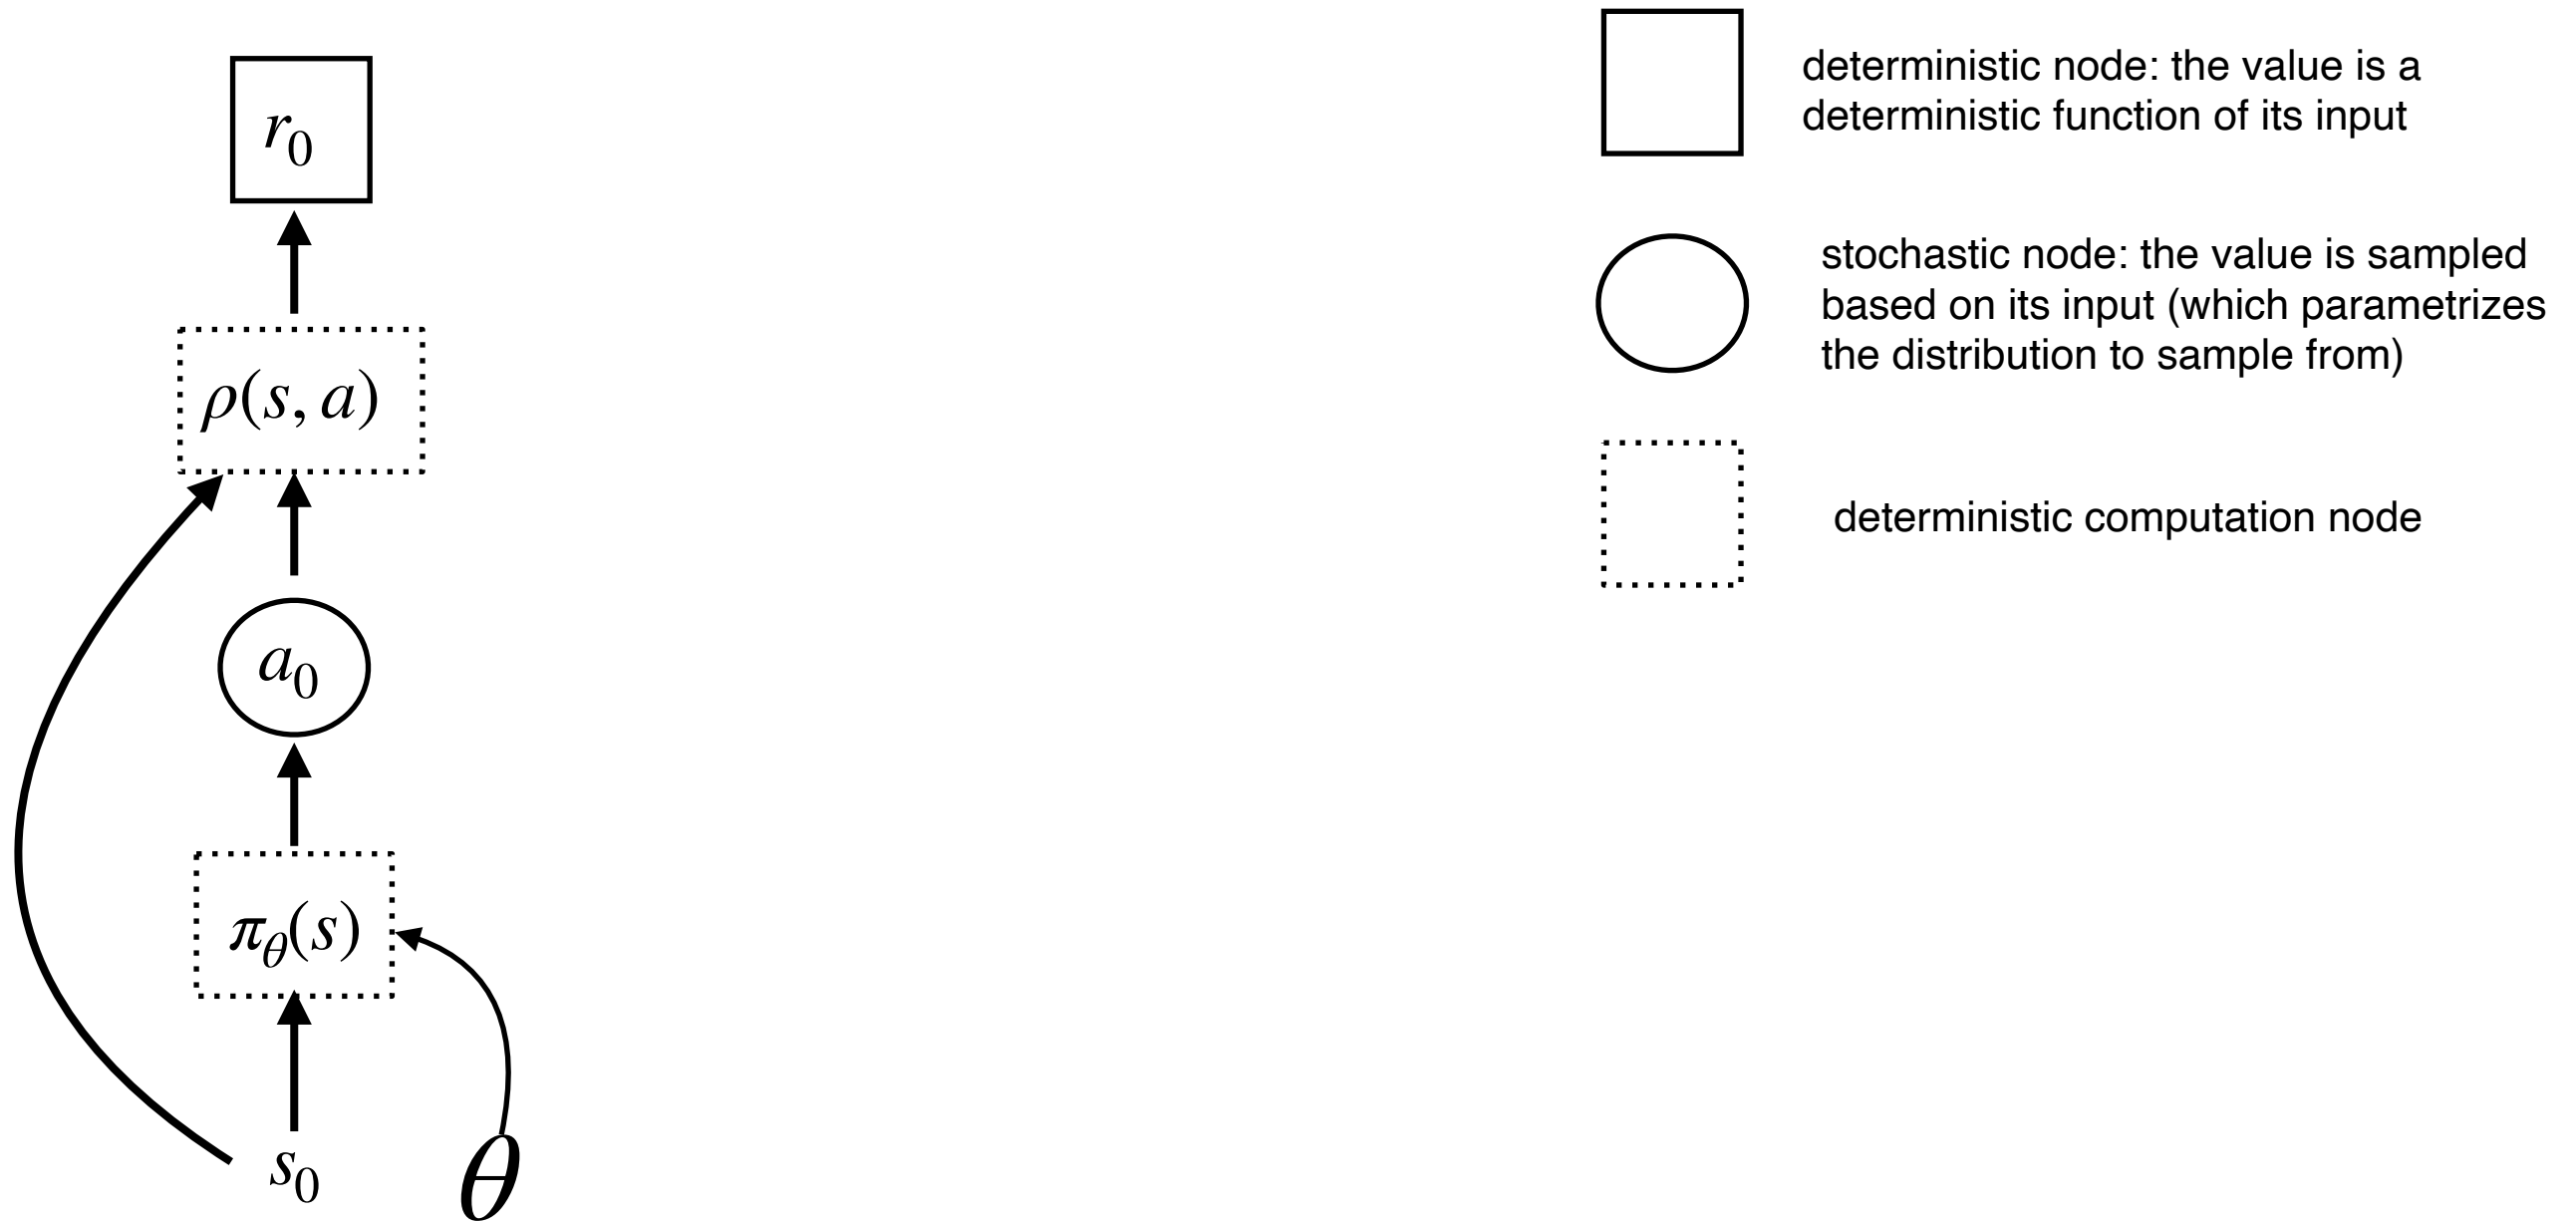 r₀
ρ(s, a)
a₀
π_θ(s)
s₀
θ
deterministic node: the value is a
deterministic function of its input
stochastic node: the value is sampled
based on its input (which parametrizes
the distribution to sample from)
deterministic computation node